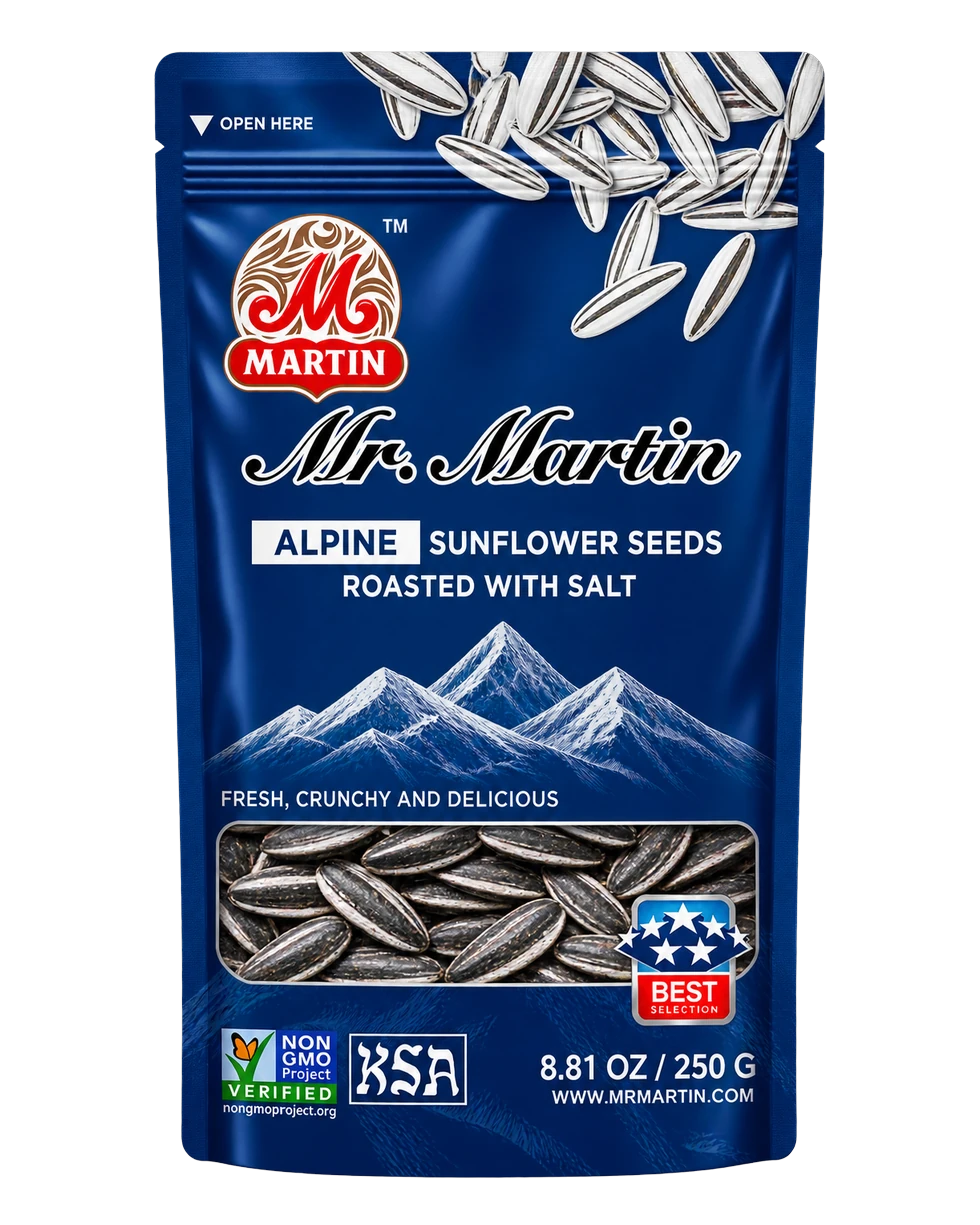 OPEN HERE
TM
M
MARTIN
Mr. Martin
ALPINE SUNFLOWER SEEDS
ROASTED WITH SALT
FRESH, CRUNCHY AND DELICIOUS
BEST
SELECTION
NON
GMO
Project
VERIFIED
nongmoproject.org
KSA
8.81 OZ / 250 G
WWW.MRMARTIN.COM